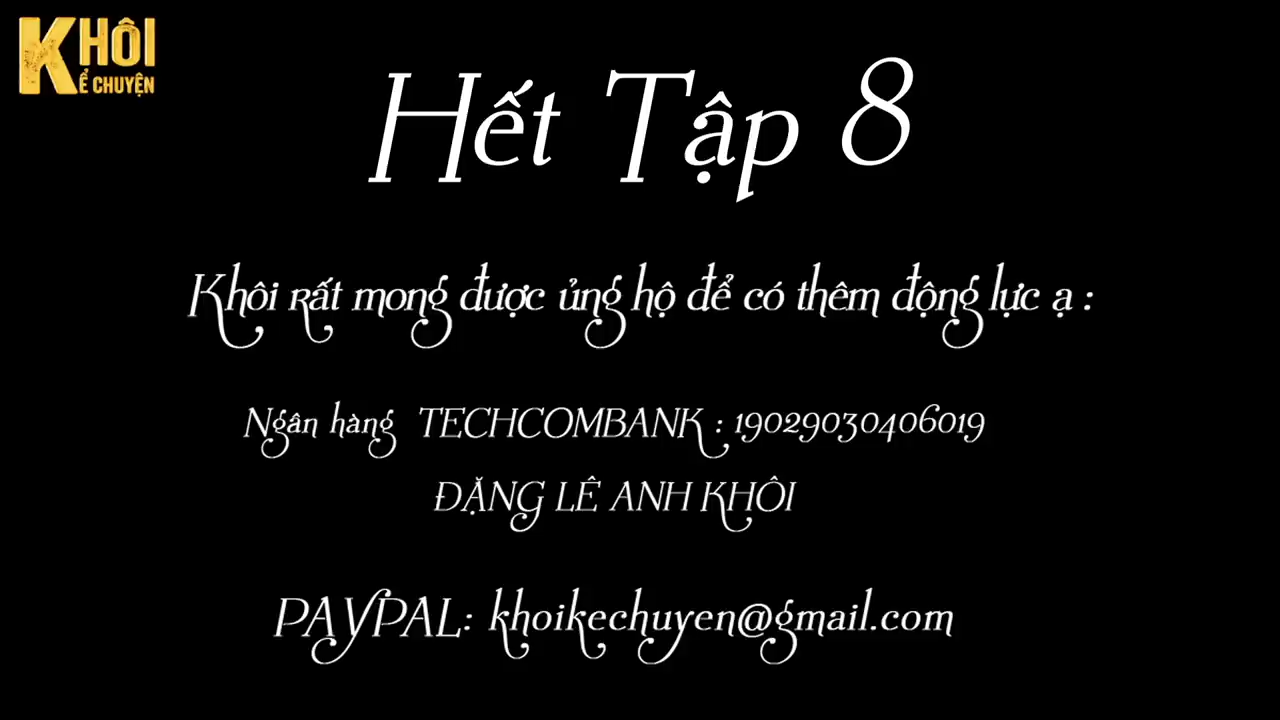 KHÔI
KỂ CHUYỆN
Hết Tập 8
Khôi rất mong được ủng hộ để có thêm động lực ạ :
Ngân hàng TECHCOMBANK : 19029030406019
ĐẶNG LÊ ANH KHÔI
PAYPAL: khoikechuyen@gmail.com